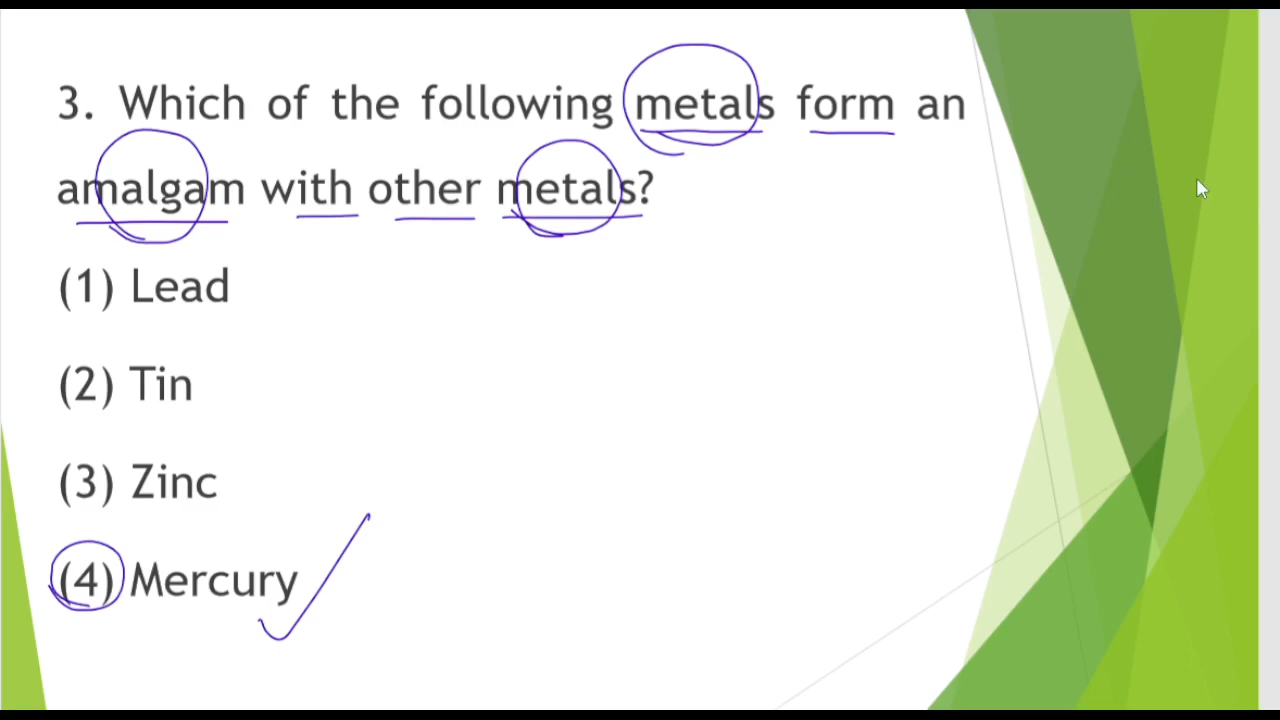 3. Which of the following metals form an
amalgam with other metals?
(1) Lead
(2) Tin
(3) Zinc
(4) Mercury